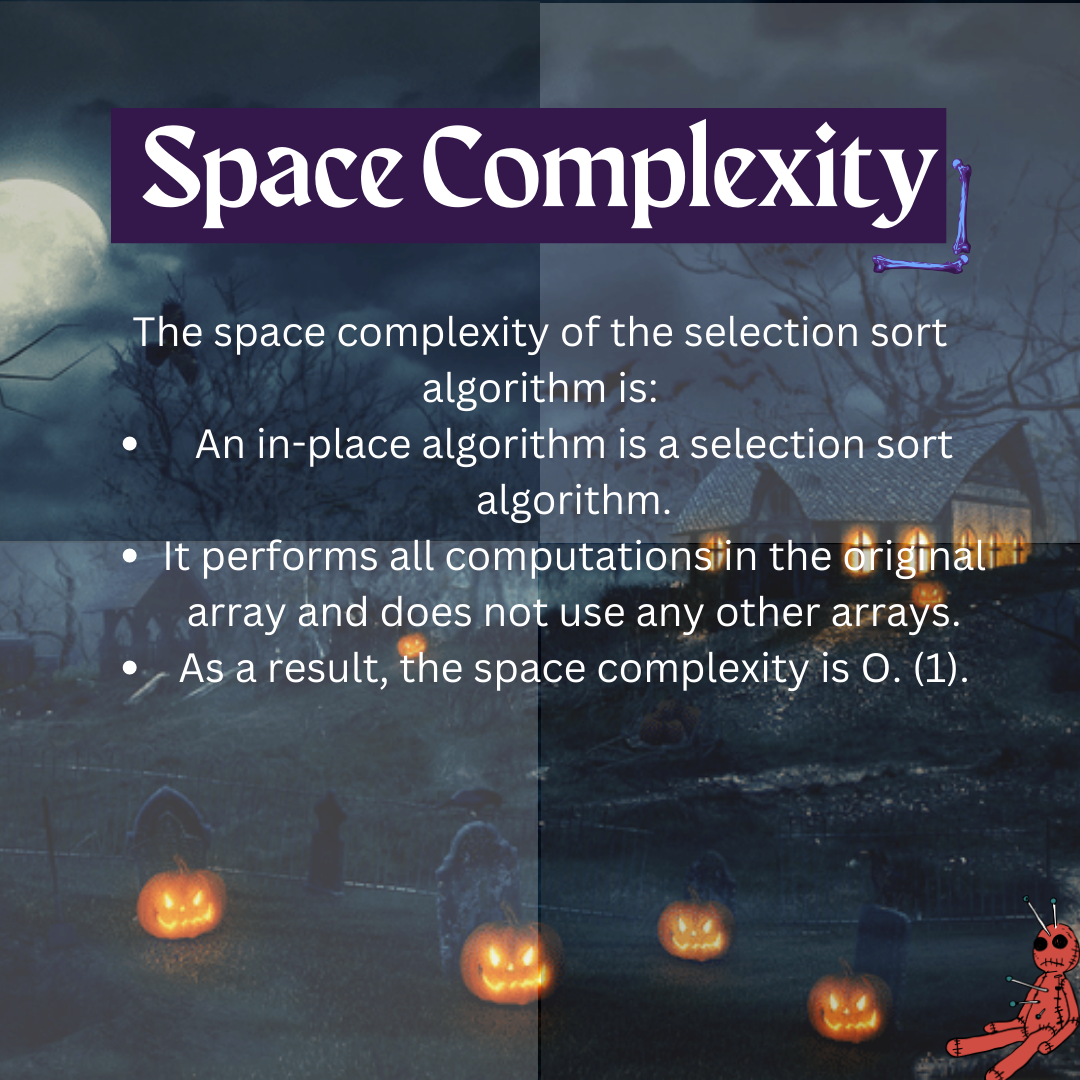 Space Complexity
The space complexity of the selection sort
algorithm is:
• An in-place algorithm is a selection sort
algorithm.
• It performs all computations in the original
array and does not use any other arrays.
• As a result, the space complexity is O. (1).